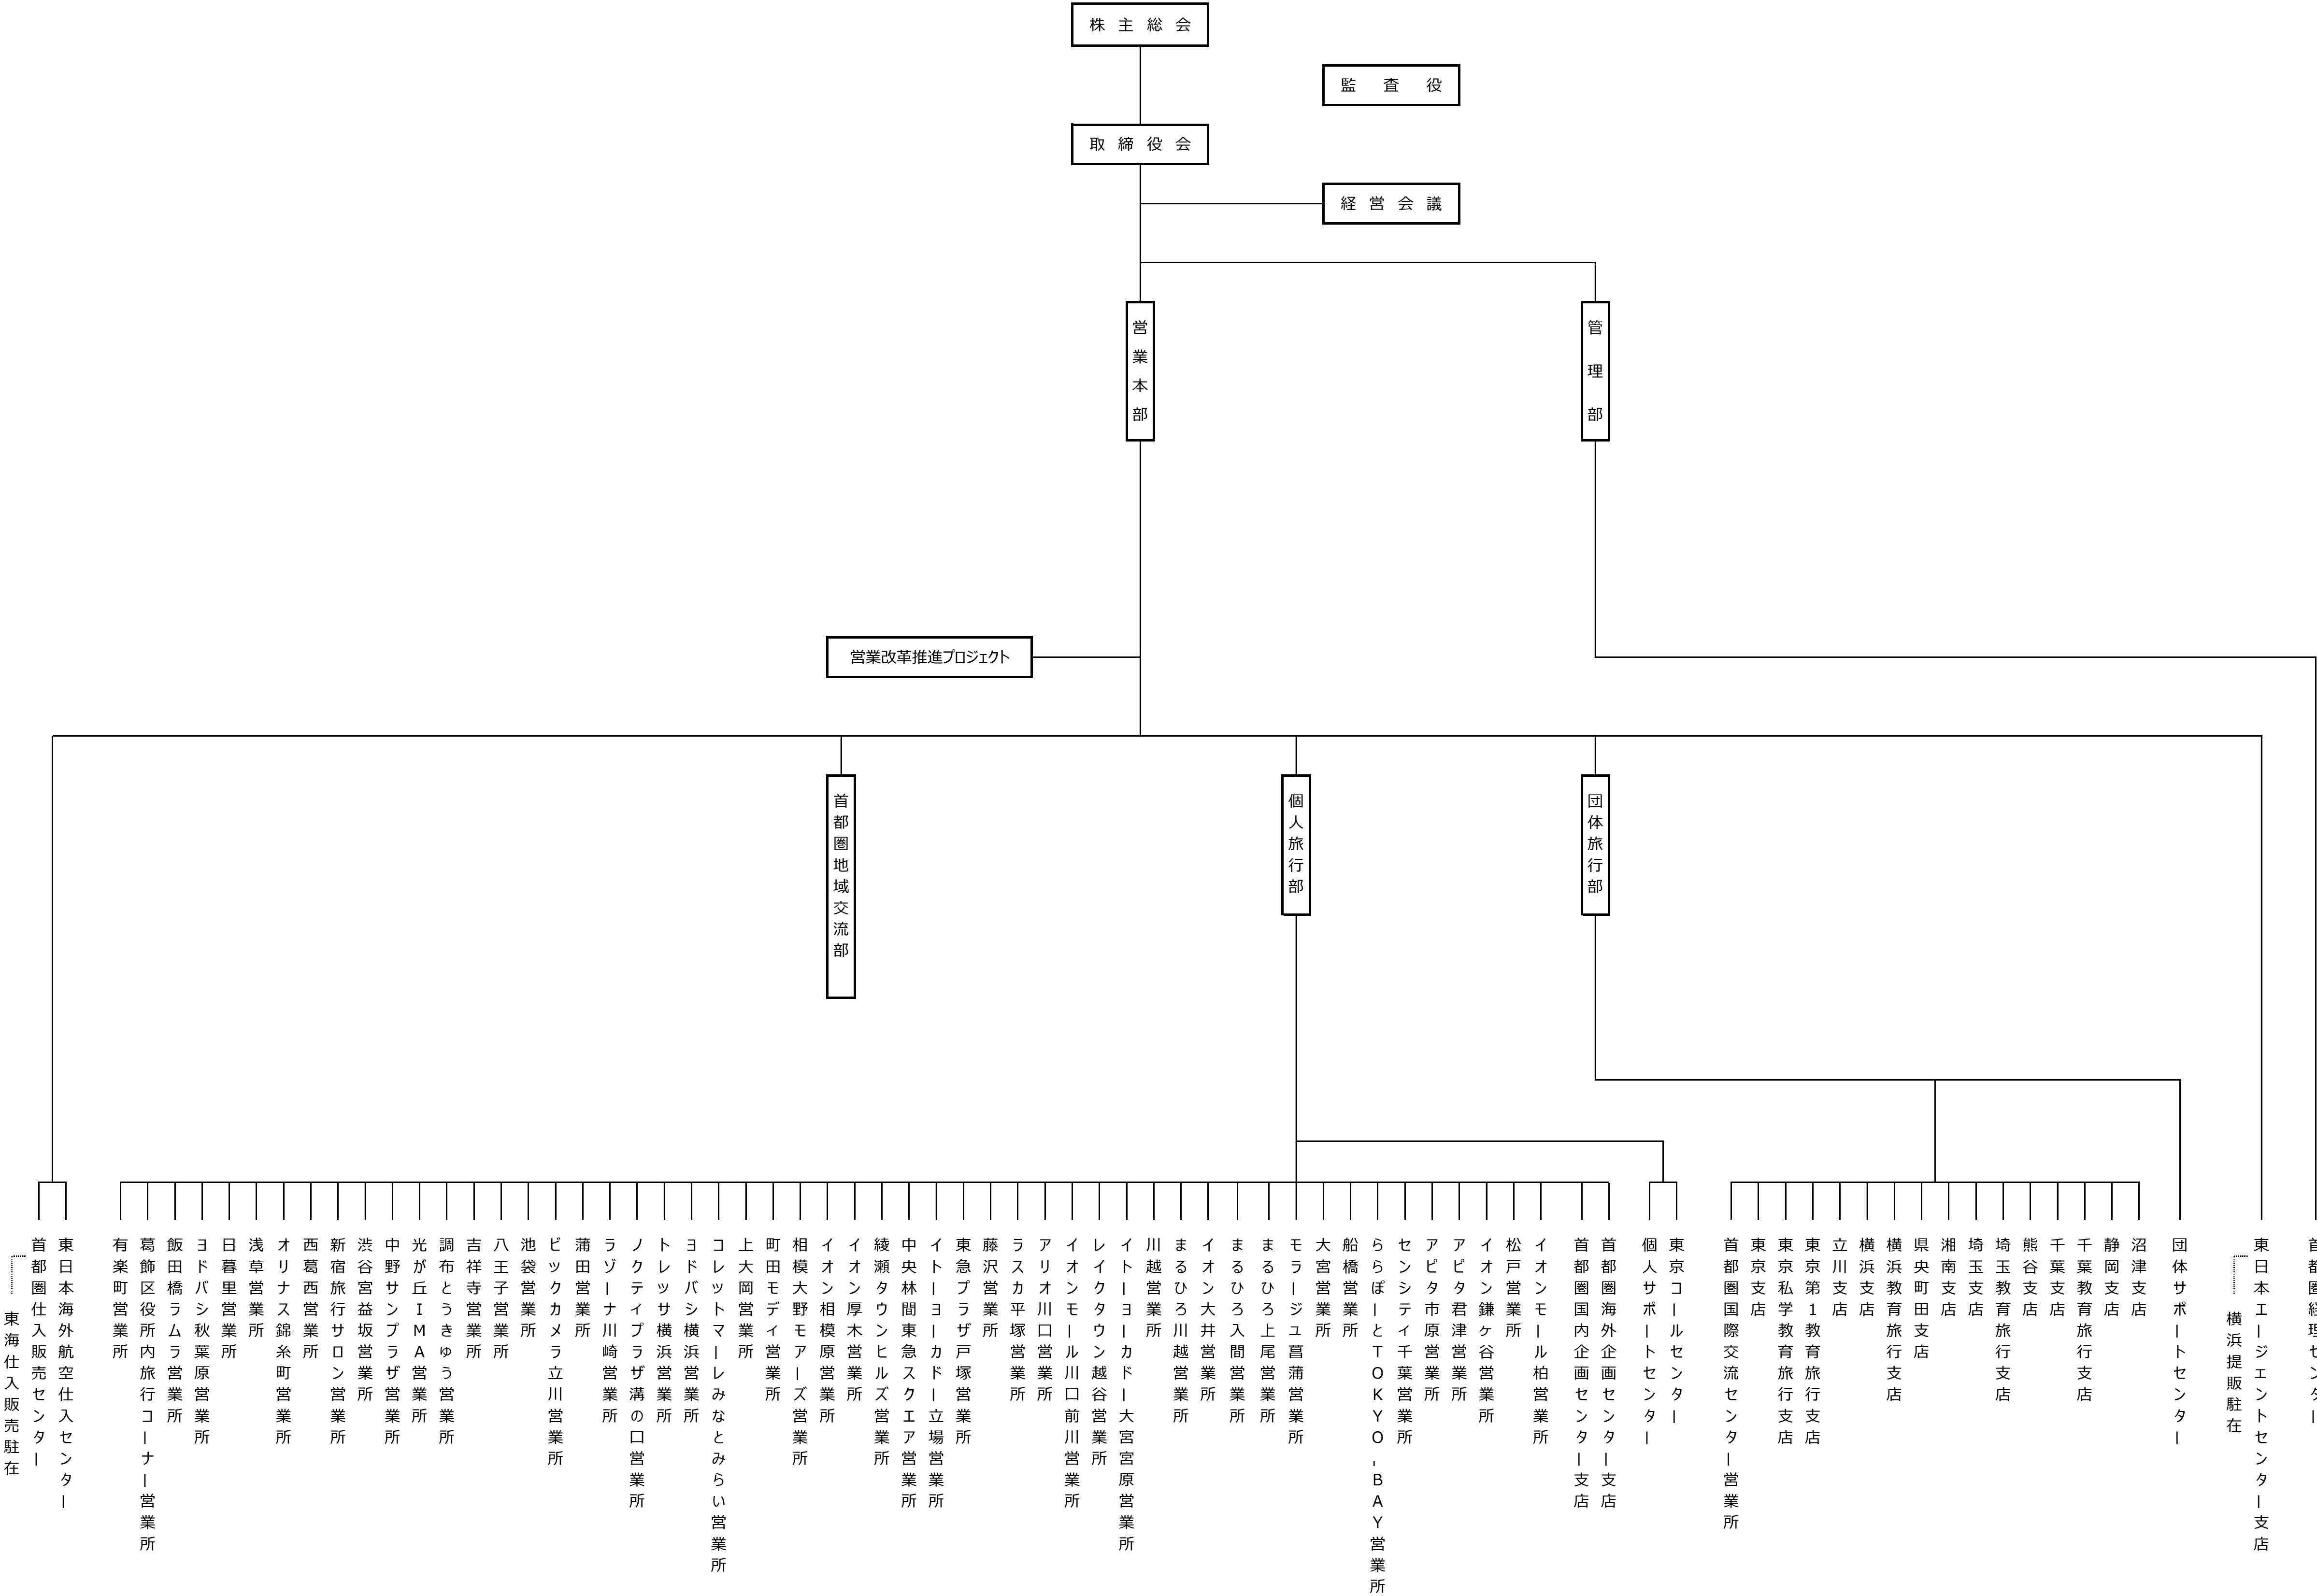 株主総会
監査役
取締役会
経営会議
営業本部
管理部
営業改革推進プロジェクト
首都圏地域交流部
個人旅行部
団体旅行部
東海仕入販売駐在
首都圏仕入販売センター
東日本海外航空仕入センター
有楽町営業所
葛飾区役所内旅行コーナー営業所
飯田橋ラムラ営業所
ヨドバシ秋葉原営業所
日暮里営業所
浅草営業所
オリナス錦糸町営業所
西葛西営業所
新宿旅行サロン営業所
渋谷宮益坂営業所
中野サンプラザ営業所
光が丘IMA営業所
調布とうきゅう営業所
吉祥寺営業所
八王子営業所
池袋営業所
ビックカメラ立川営業所
蒲田営業所
ラゾーナ川崎営業所
ノクティプラザ溝の口営業所
トレッサ横浜営業所
ヨドバシ横浜営業所
コレットマーレみなとみらい営業所
上大岡営業所
町田モディ営業所
相模大野モアーズ営業所
イオン相模原営業所
イオン厚木営業所
綾瀬タウンヒルズ営業所
中央林間東急スクエア営業所
イトーヨーカドー立場営業所
東急プラザ戸塚営業所
藤沢営業所
ラスカ平塚営業所
アリオ川口営業所
イオンモール川口前川営業所
レイクタウン越谷営業所
イトーヨーカドー大宮宮原営業所
川越営業所
まるひろ川越営業所
イオン大井営業所
まるひろ入間営業所
まるひろ上尾営業所
モラージュ菖蒲営業所
大宮営業所
船橋営業所
ららぽーとTOKYO,BAY営業所
センシティ千葉営業所
アピタ市原営業所
アピタ君津営業所
イオン鎌ヶ谷営業所
松戸営業所
イオンモール柏営業所
首都圏国内企画センター支店
首都圏海外企画センター支店
個人サポートセンター
東京コールセンター
首都圏国際交流センター営業所
東京支店
東京私学教育旅行支店
東京第1教育旅行支店
立川支店
横浜支店
横浜教育旅行支店
県央町田支店
湘南支店
埼玉支店
埼玉教育旅行支店
熊谷支店
千葉支店
千葉教育旅行支店
静岡支店
沼津支店
団体サポートセンター
横浜提販駐在
東日本エージェントセンター支店
首都圏経理センター